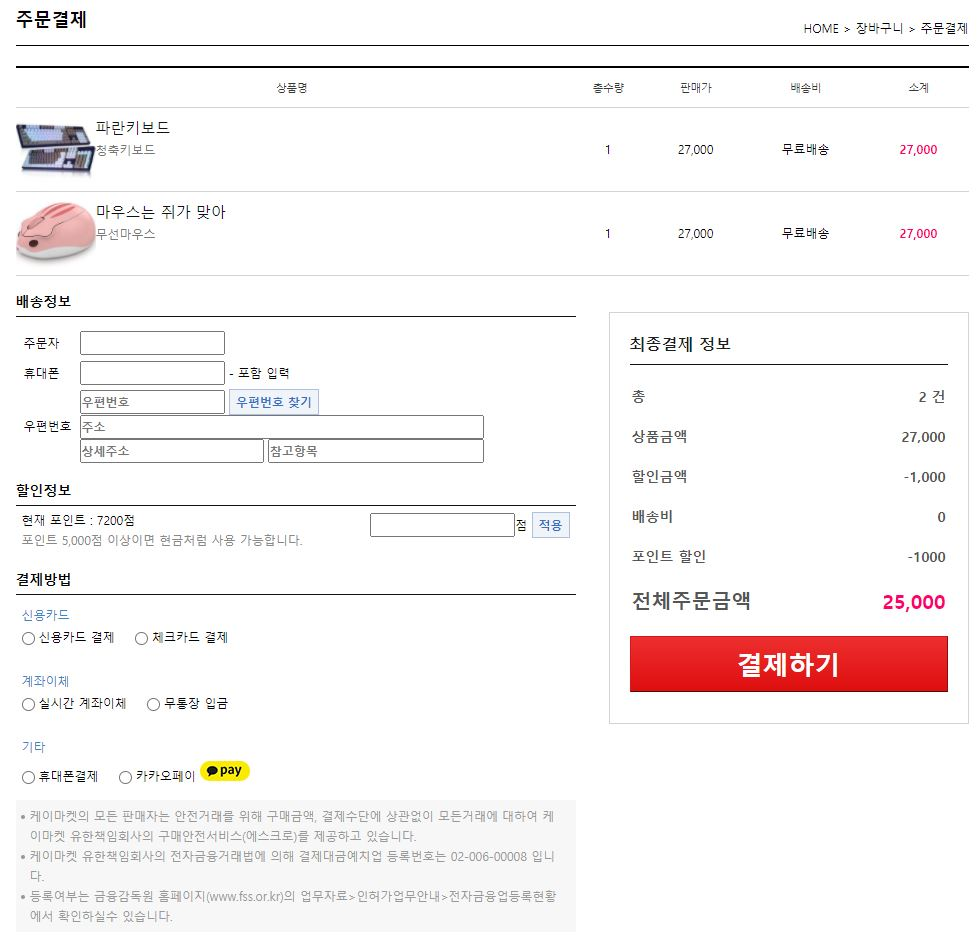 주문결제
HOME > 장바구니 > 주문결제
상품명 총수량 판매가 배송비 소계
파란키보드
청축키보드
1 27,000 무료배송 27,000
마우스는 쥐가 맞아
무선마우스
1 27,000 무료배송 27,000
배송정보
주문자
휴대폰 - 포함 입력
우편번호 우편번호 찾기
우편번호 주소
상세주소 참고항목
할인정보
현재 포인트 : 7200점
점 적용
포인트 5,000점 이상이면 현금처럼 사용 가능합니다.
결제방법
신용카드
신용카드 결제 체크카드 결제
계좌이체
실시간 계좌이체 무통장 입금
기타
휴대폰결제 카카오페이 pay
• 케이마켓의 모든 판매자는 안전거래를 위해 구매금액, 결제수단에 상관없이 모든거래에 대하여 케
이마켓 유한책임회사의 구매안전서비스(에스크로)를 제공하고 있습니다.
• 케이마켓 유한책임회사의 전자금융거래법에 의해 결제대금예치업 등록번호는 02-006-00008 입니
다.
• 등록여부는 금융감독원 홈페이지(www.fss.or.kr)의 업무자료>인허가업무안내>전자금융업등록현황
에서 확인하실수 있습니다.
최종결제 정보
총 2 건
상품금액 27,000
할인금액 -1,000
배송비 0
포인트 할인 -1000
전체주문금액 25,000
결제하기